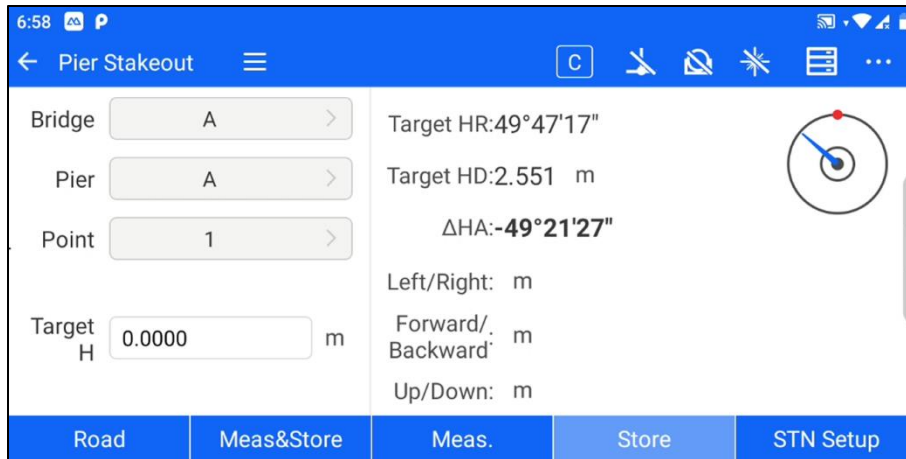 6:58
Pier Stakeout
C
Bridge A
Pier A
Point 1
Target H 0.0000 m
Target HR:49°47'17"
Target HD:2.551 m
ΔHA:-49°21'27"
Left/Right: m
Forward/
Backward: m
Up/Down: m
Road Meas&Store Meas. Store STN Setup